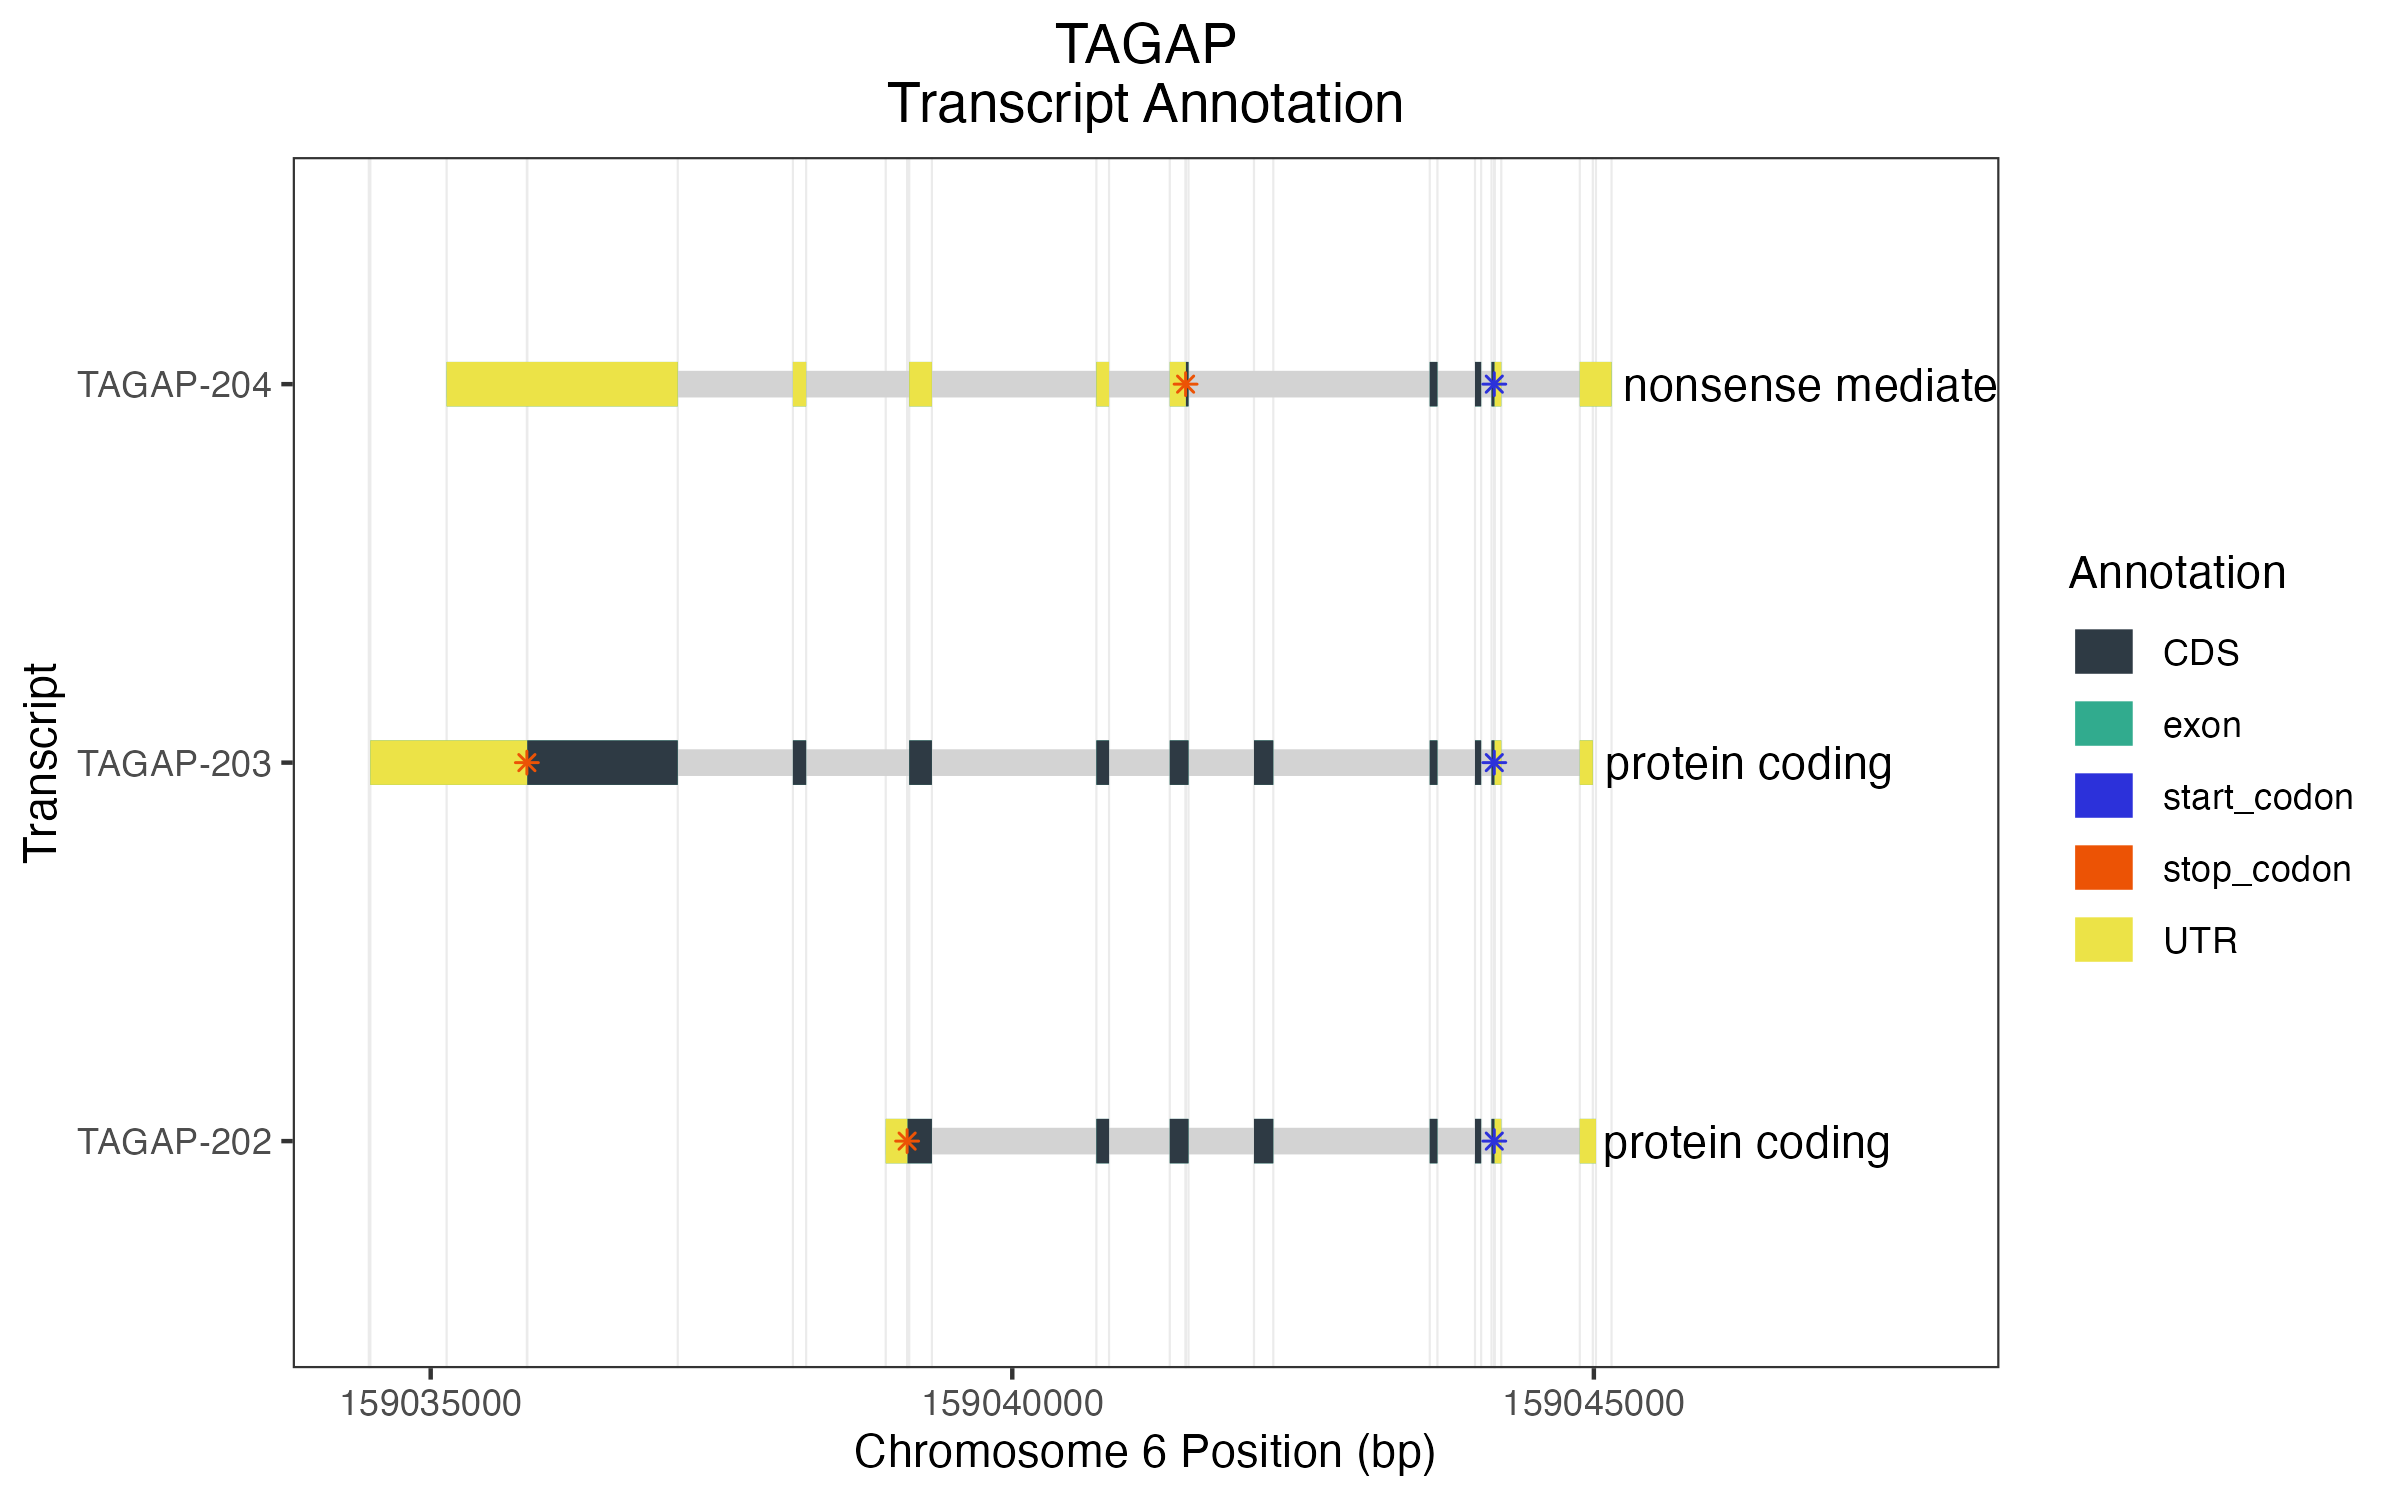 TAGAP
Transcript Annotation
TAGAP-204
nonsense mediate
TAGAP-203
protein coding
TAGAP-202
protein coding
Transcript
159035000
159040000
159045000
Chromosome 6 Position (bp)
Annotation
CDS
exon
start_codon
stop_codon
UTR